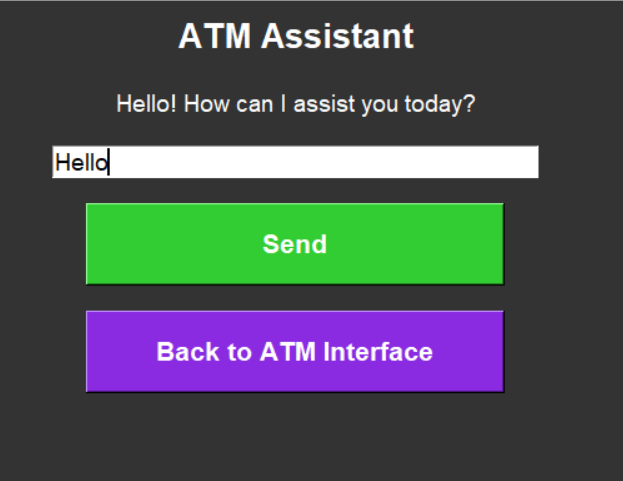 ATM Assistant
Hello! How can I assist you today?
Hello
Send
Back to ATM Interface